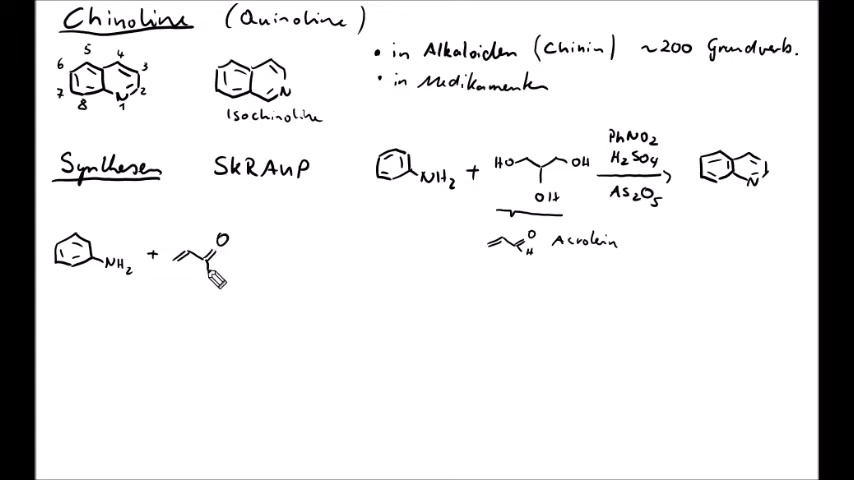 Chinoline (Quinoline)
5 4
6 3
7 2
8 N 1
N
Isochinoline
• in Alkaloiden (Chinin) ~200 Grundverb.
• in Medikamenten
Synthesen SKRAUP
NH2 + HO OH
OH
PhNO2
H2SO4
As2O5
N
O
H Acrolein
NH2 + O